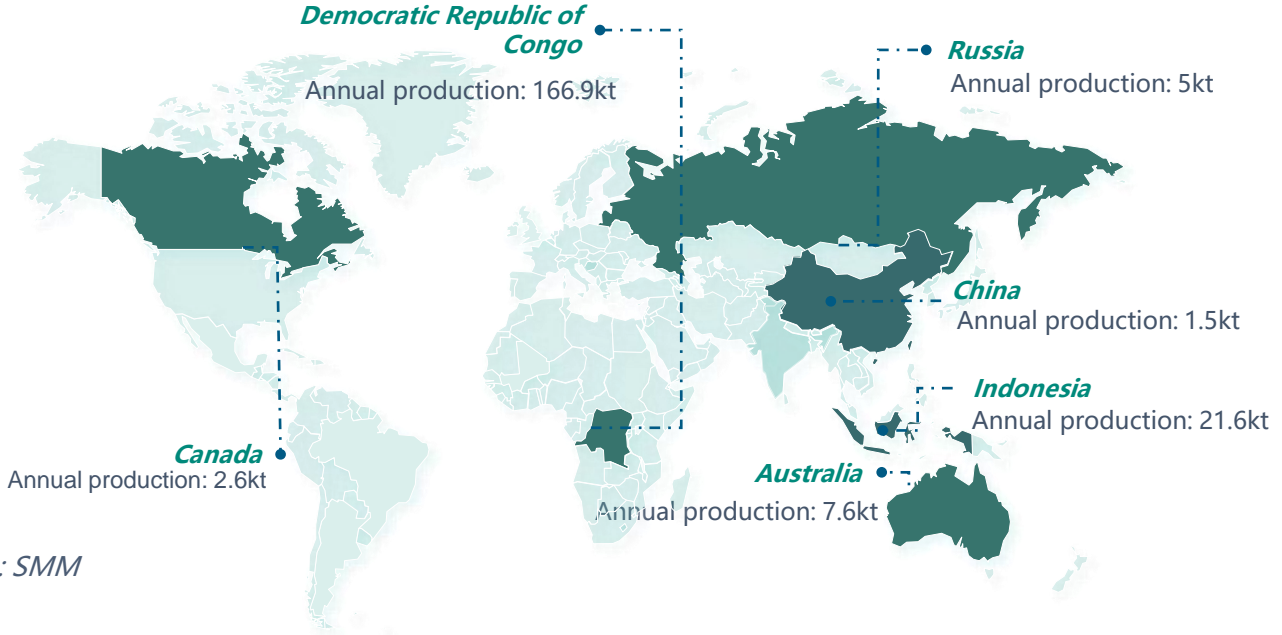 Democratic Republic of
Congo
Annual production: 166.9kt
Russia
Annual production: 5kt
China
Annual production: 1.5kt
Indonesia
Annual production: 21.6kt
Canada
Annual production: 2.6kt
Australia
Annual production: 7.6kt
: SMM